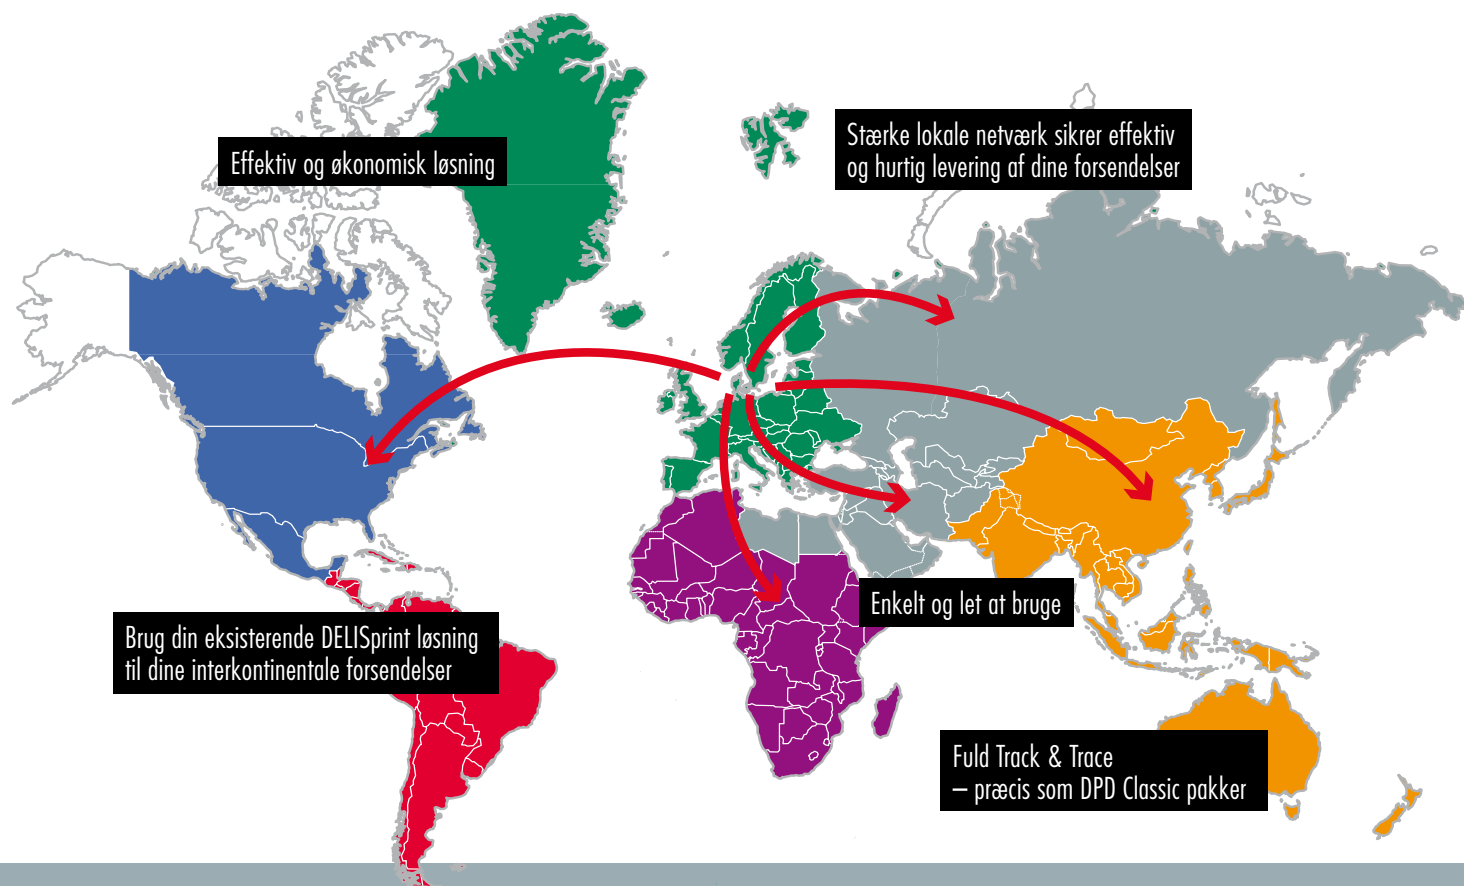 Effektiv og økonomisk løsning
Stærke lokale netværk sikrer effektiv
og hurtig levering af dine forsendelser
Enkelt og let at bruge
Brug din eksisterende DELISprint løsning
til dine interkontinentale forsendelser
Fuld Track & Trace
– præcis som DPD Classic pakker